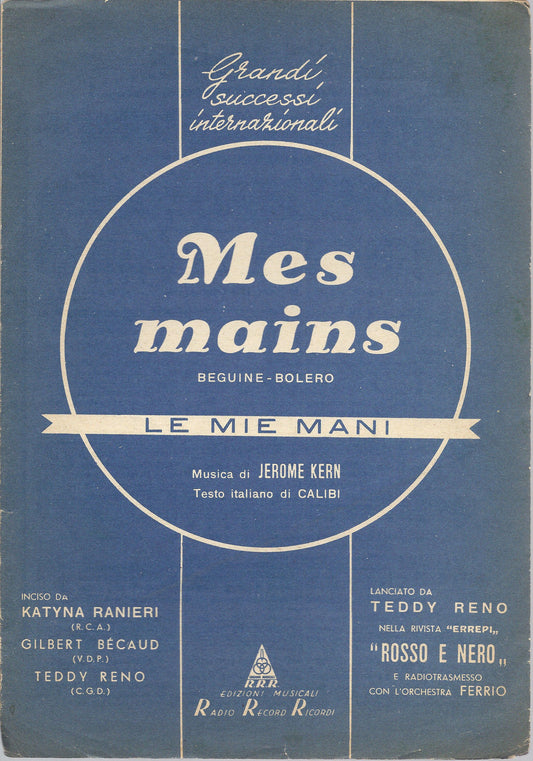 Grandi
successi
internazionali
Mes
mains
BEGUINE-BOLERO
LE MIE MANI
Musica di JEROME KERN
Testo italiano di CALIBI
INCISO DA
KATYNA RANIERI
(R.C.A.)
GILBERT BÉCAUD
(V.D.P.)
TEDDY RENO
(C.G.D.)
LANCIATO DA
TEDDY RENO
NELLA RIVISTA "ERREPI„
"ROSSO E NERO„
E RADIOTRASMESSO
CON L'ORCHESTRA FERRIO
RRR
EDIZIONI MUSICALI
RADIO RECORD RICORDI